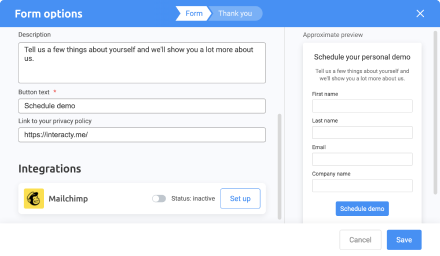 Form options
Form
Thank you
Description
Tell us a few things about yourself and we'll show you a lot more about
us.
Button text *
Schedule demo
Link to your privacy policy
https://interacty.me/
Integrations
Mailchimp
Status: inactive
Set up
Approximate preview
Schedule your personal demo
Tell us a few things about yourself and
we'll show you a lot more about us.
First name
Last name
Email
Company name
Schedule demo
Cancel
Save